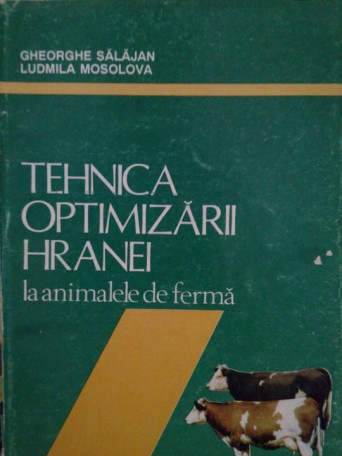 GHEORGHE SĂLĂJAN
LUDMILA MOSOLOVA
TEHNICA
OPTIMIZĂRII
HRANEI
la animalele de fermă